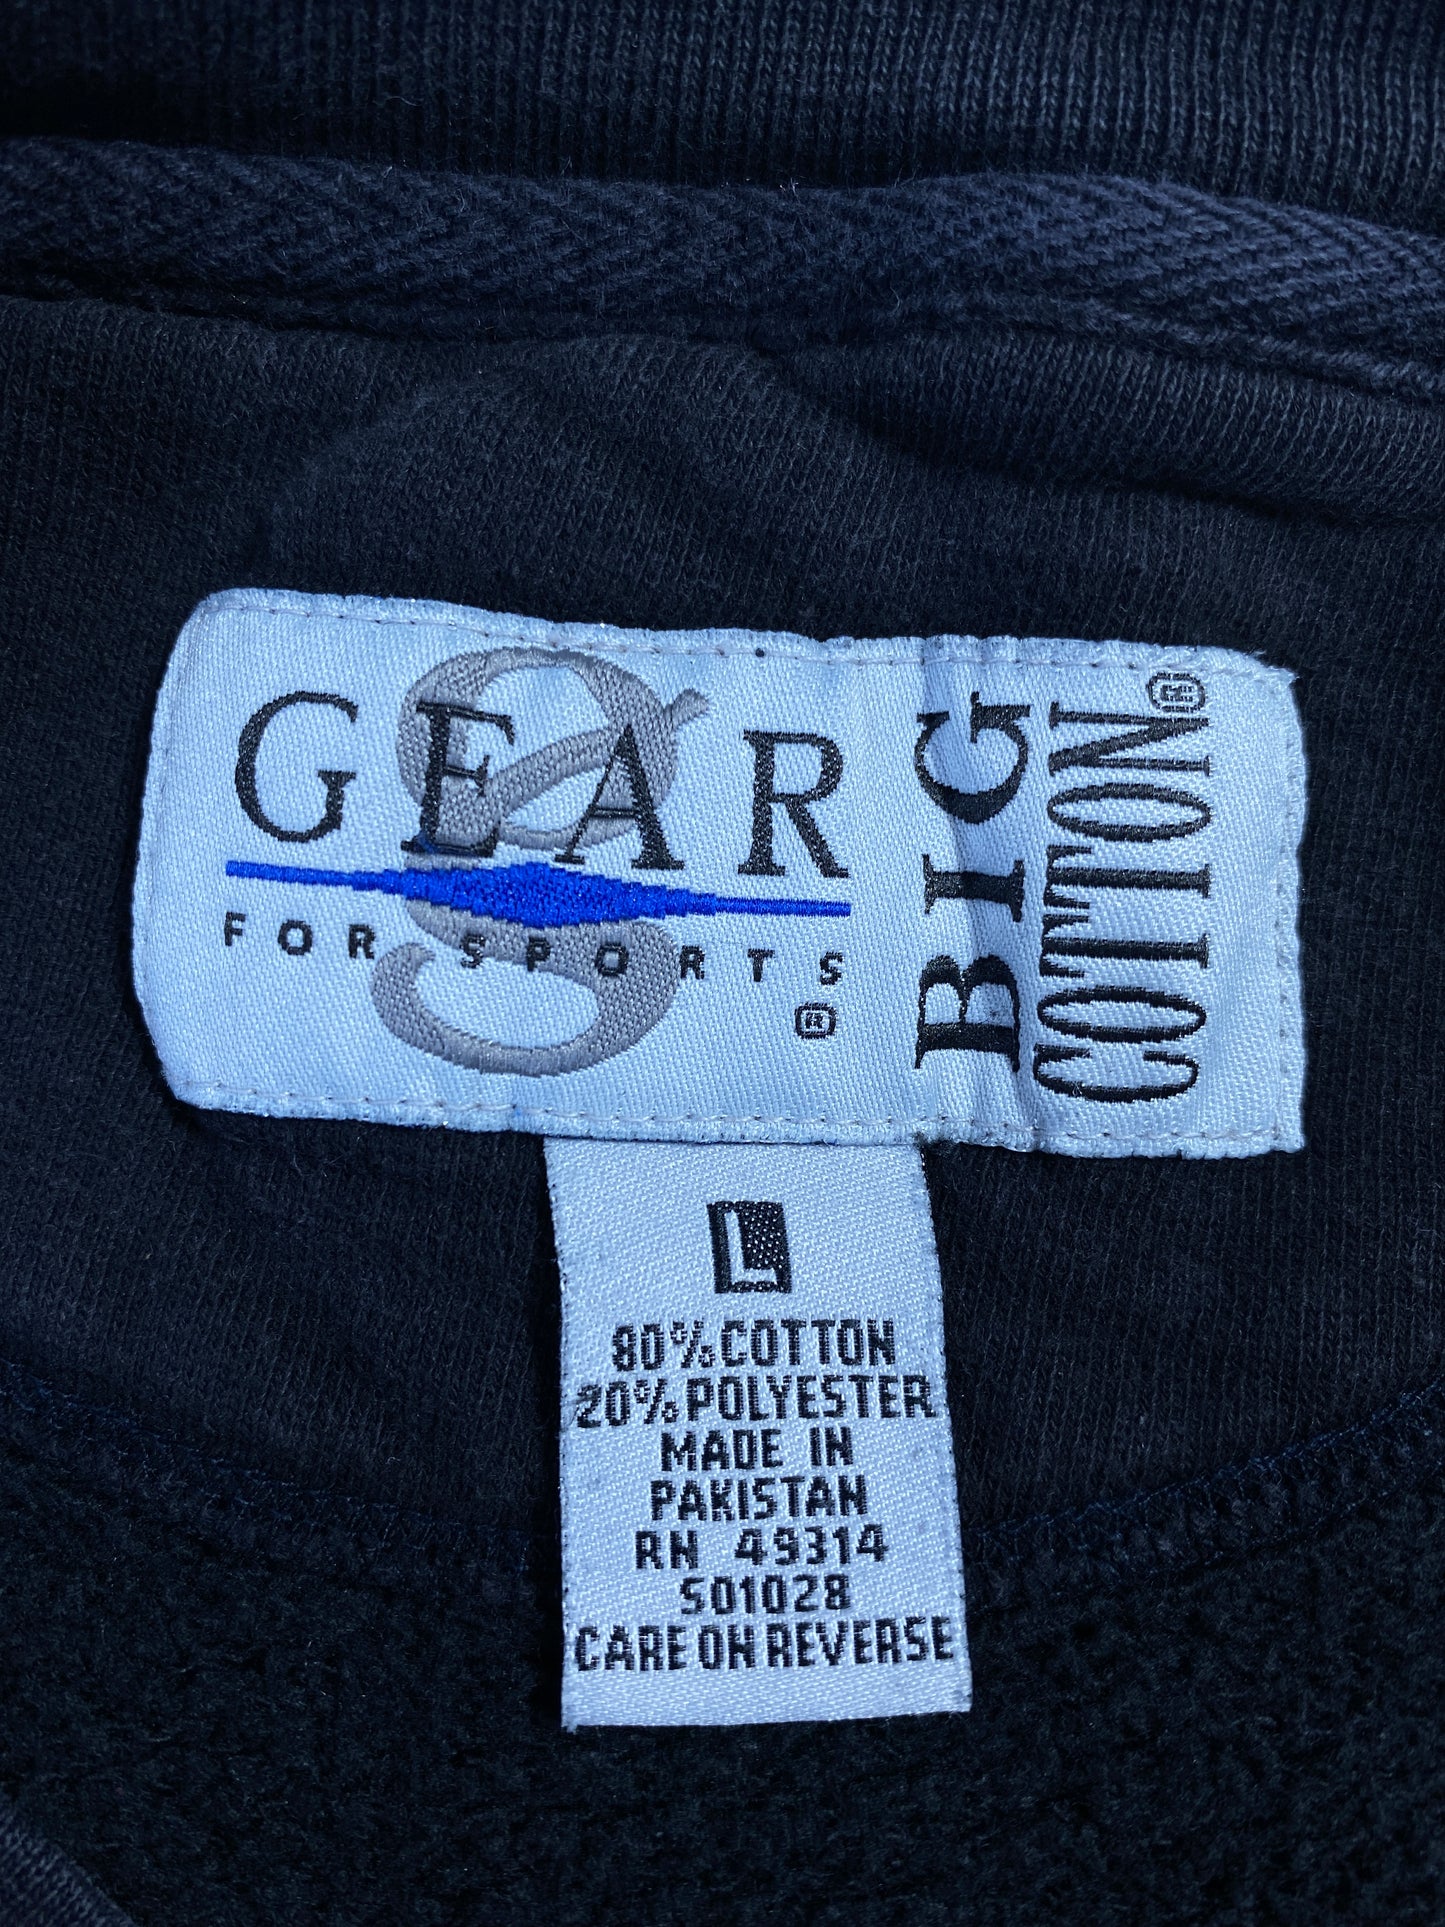 GEAR
FOR SPORTS
®
BIG
COTTON®
L
80% COTTON
20% POLYESTER
MADE IN
PAKISTAN
RN 49314
S01028
CARE ON REVERSE